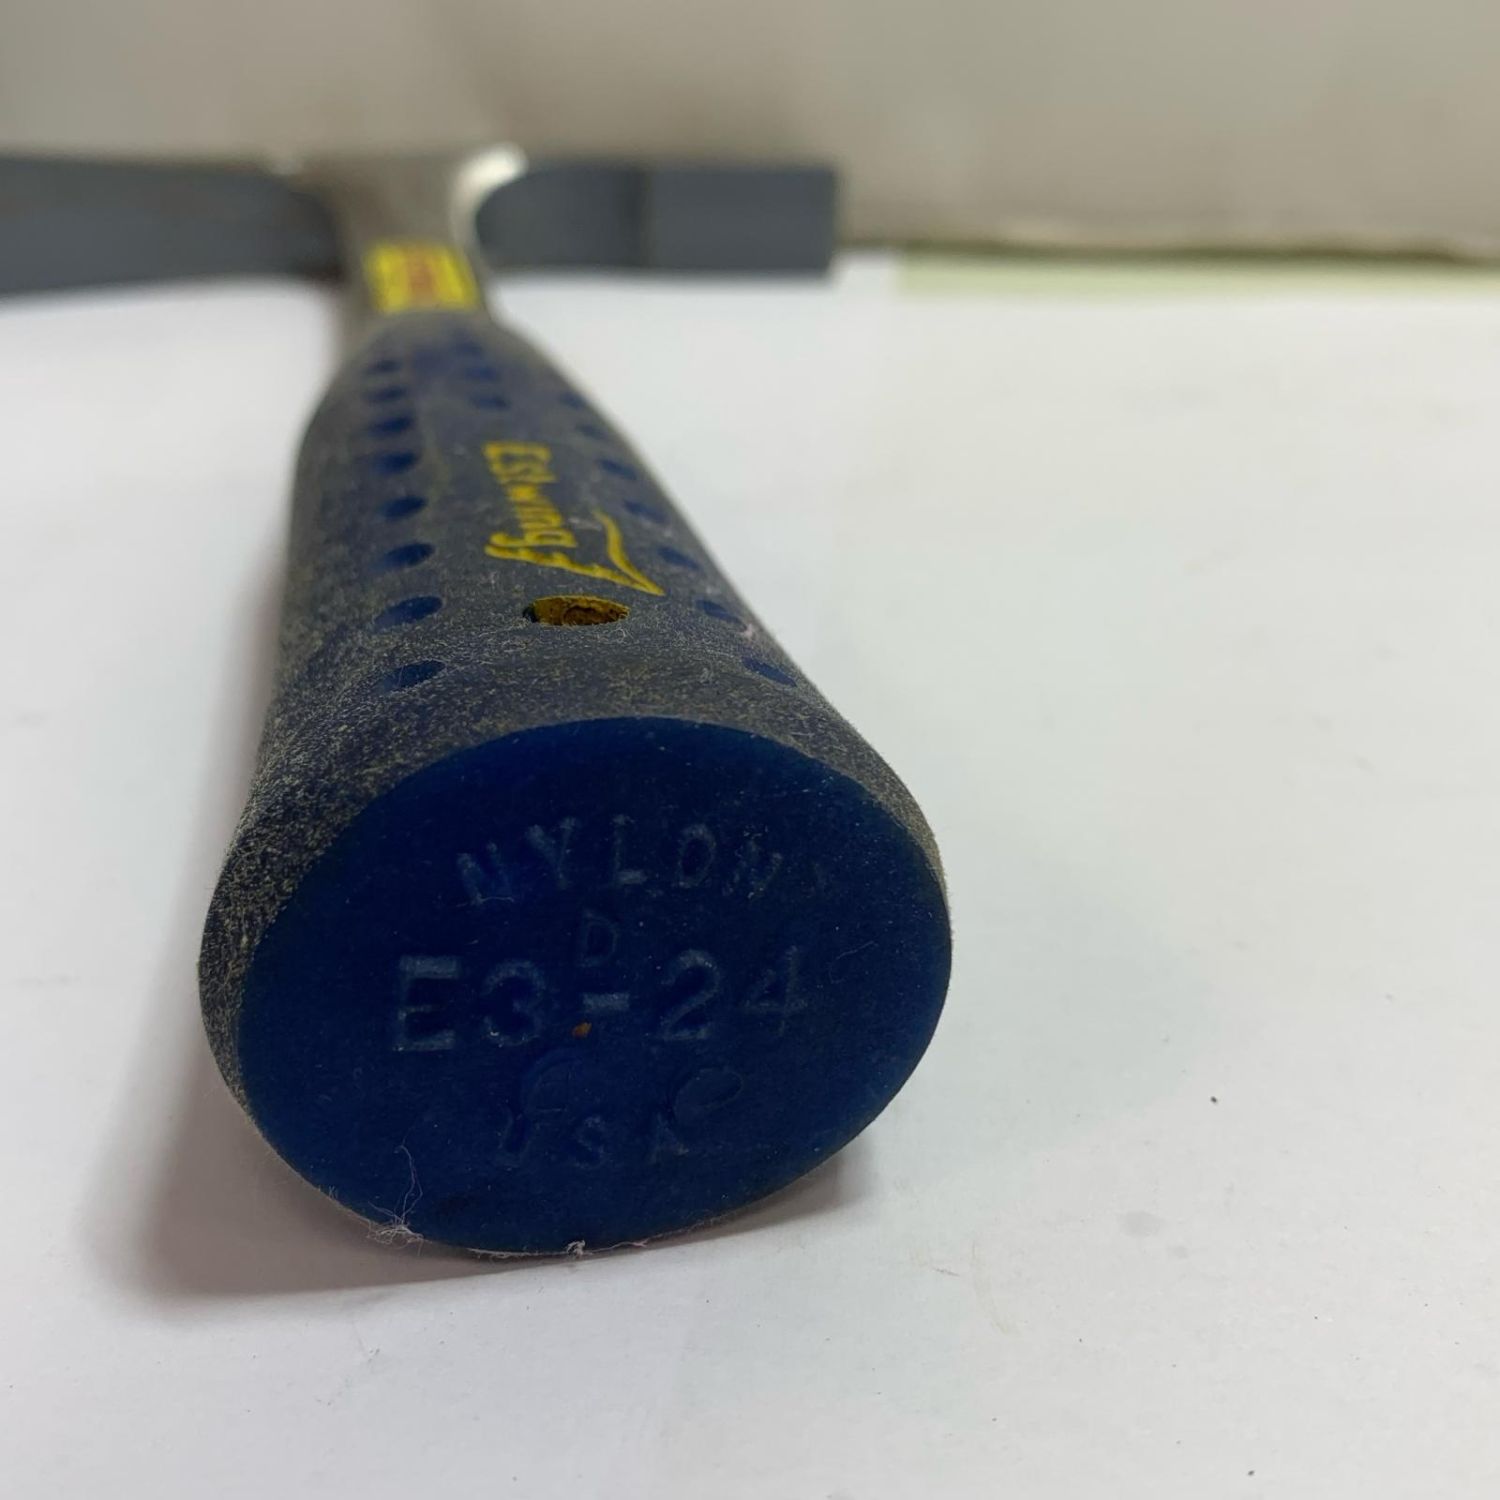 Estwing
NYLON
D
E3-24
USA